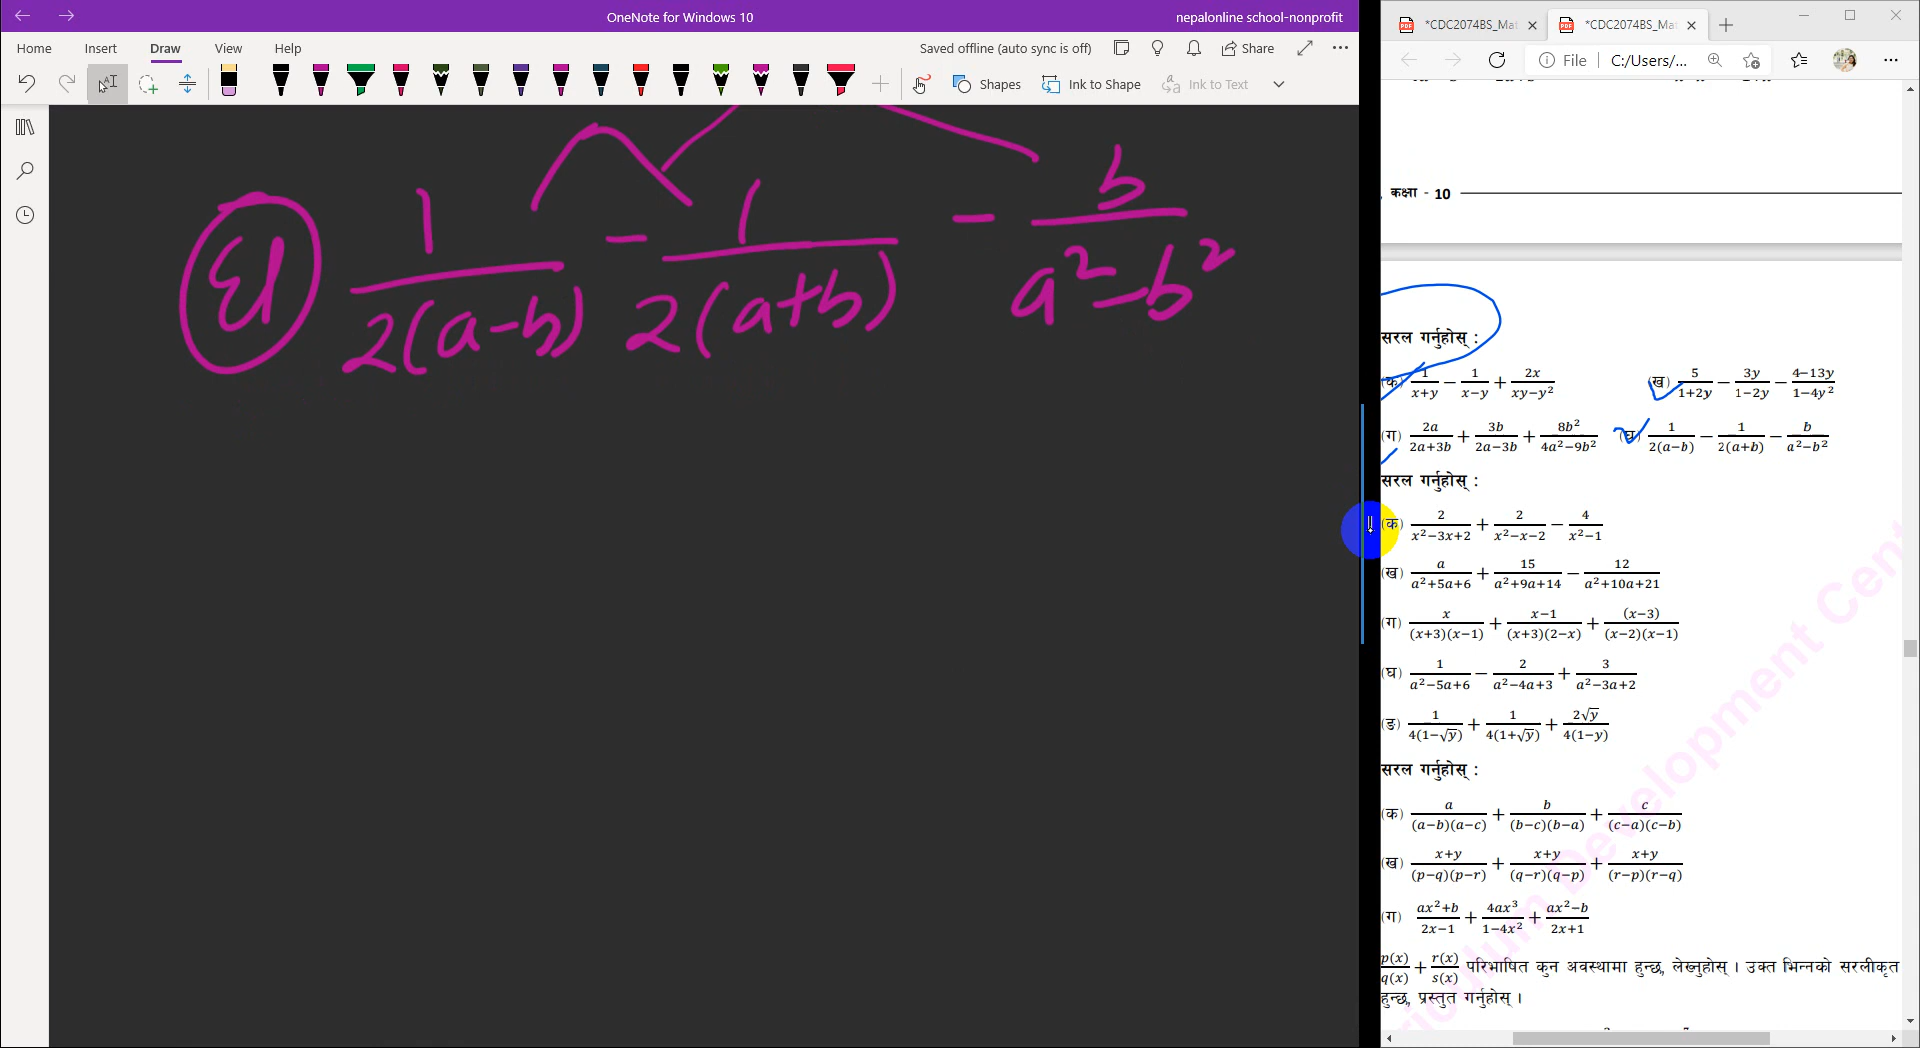 OneNote for Windows 10
nepalonline school-nonprofit
Home Insert Draw View Help
Saved offline (auto sync is off) Share
Shapes Ink to Shape Ink to Text
*CDC2074BS_Mat *CDC2074BS_Mat
File C:/Users/...
(घ) 1/2(a-b) - 1/2(a+b) - b/a²-b²
कक्षा - 10
सरल गर्नुहोस् :
(क) 1/x+y − 1/x−y + 2x/xy−y² (ख) 5/1+2y − 3y/1−2y − 4−13y/1−4y²
(ग) 2a/2a+3b + 3b/2a−3b + 8b²/4a²−9b² (घ) 1/2(a−b) − 1/2(a+b) − b/a²−b²
सरल गर्नुहोस् :
(क) 2/x²−3x+2 + 2/x²−x−2 − 4/x²−1
(ख) a/a²+5a+6 + 15/a²+9a+14 − 12/a²+10a+21
(ग) x/(x+3)(x−1) + x−1/(x+3)(2−x) + (x−3)/(x−2)(x−1)
(घ) 1/a²−5a+6 − 2/a²−4a+3 + 3/a²−3a+2
(ङ) 1/4(1−√y) + 1/4(1+√y) + 2√y/4(1−y)
सरल गर्नुहोस् :
(क) a/(a−b)(a−c) + b/(b−c)(b−a) + c/(c−a)(c−b)
(ख) x+y/(p−q)(p−r) + x+y/(q−r)(q−p) + x+y/(r−p)(r−q)
(ग) ax²+b/2x−1 + 4ax³/1−4x² + ax²−b/2x+1
p(x)/q(x) + r(x)/s(x) परिभाषित कुन अवस्थामा हुन्छ, लेख्नुहोस् । उक्त भिन्नको सरलीकृत
हुन्छ, प्रस्तुत गर्नुहोस् ।
riculum Development Cent